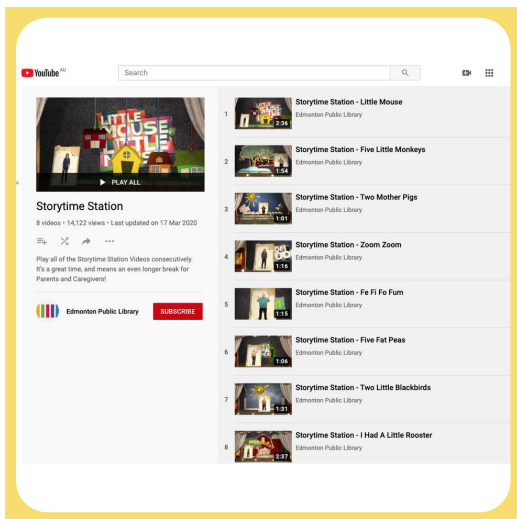 YouTube AU
Search
LITTLE
MOUSE
LITTLE
PLAY ALL
Storytime Station
8 videos • 14,122 views • Last updated on 17 Mar 2020
Play all of the Storytime Station Videos consecutively.
It's a great time, and means an even longer break for
Parents and Caregivers!
Edmonton Public Library
SUBSCRIBE
1
2:36
Storytime Station - Little Mouse
Edmonton Public Library
2
1:54
Storytime Station - Five Little Monkeys
Edmonton Public Library
3
1:01
Storytime Station - Two Mother Pigs
Edmonton Public Library
4
1:16
Storytime Station - Zoom Zoom
Edmonton Public Library
5
1:15
Storytime Station - Fe Fi Fo Fum
Edmonton Public Library
6
1:06
Storytime Station - Five Fat Peas
Edmonton Public Library
7
1:31
Storytime Station - Two Little Blackbirds
Edmonton Public Library
8
2:37
Storytime Station - I Had A Little Rooster
Edmonton Public Library